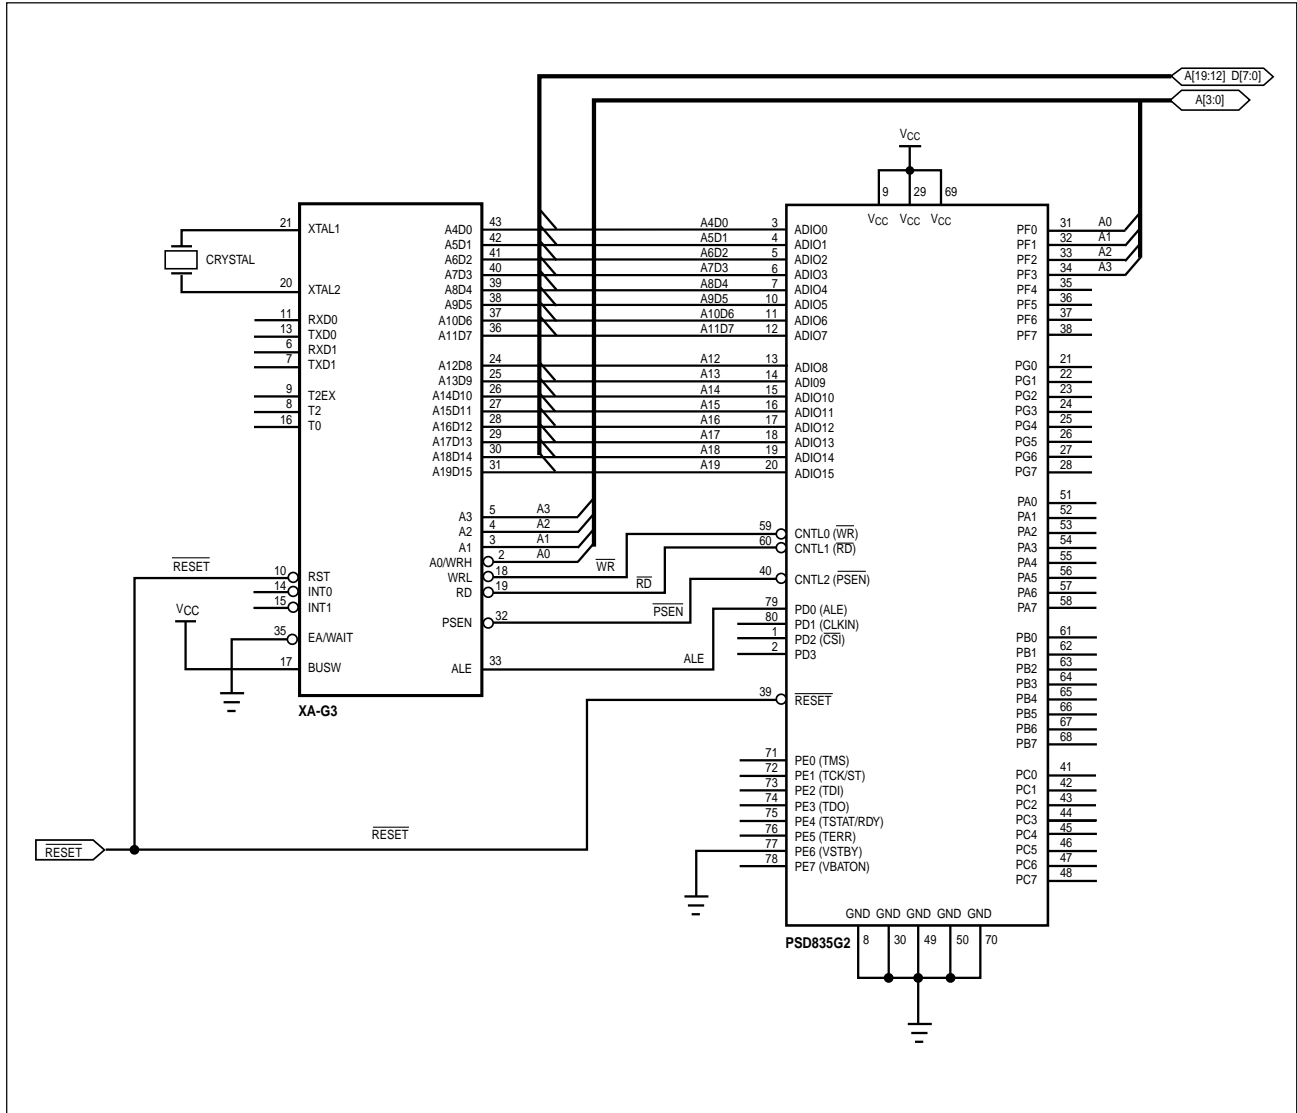 A[19:12] D[7:0]
A[3:0]
VCC
9 29 69
VCC VCC VCC
21 XTAL1
CRYSTAL
20 XTAL2
11 RXD0
13 TXD0
6 RXD1
7 TXD1
9 T2EX
8 T2
16 T0
RESET
10 RST
14 INT0
15 INT1
VCC
35 EA/WAIT
17 BUSW
A4D0 43
A5D1 42
A6D2 41
A7D3 40
A8D4 39
A9D5 38
A10D6 37
A11D7 36
A12D8 24
A13D9 25
A14D10 26
A15D11 27
A16D12 28
A17D13 29
A18D14 30
A19D15 31
A3 5 A3
A2 4 A2
A1 3 A1
A0/WRH 2 A0
WRL 18 WR
RD 19 RD
PSEN 32 PSEN
ALE 33 ALE
XA-G3
A4D0 3 ADIO0
A5D1 4 ADIO1
A6D2 5 ADIO2
A7D3 6 ADIO3
A8D4 7 ADIO4
A9D5 10 ADIO5
A10D6 11 ADIO6
A11D7 12 ADIO7
A12 13 ADIO8
A13 14 ADI09
A14 15 ADIO10
A15 16 ADIO11
A16 17 ADIO12
A17 18 ADIO13
A18 19 ADIO14
A19 20 ADIO15
59 CNTL0 (WR)
60 CNTL1 (RD)
40 CNTL2 (PSEN)
79 PD0 (ALE)
80 PD1 (CLKIN)
1 PD2 (CSI)
2 PD3
39 RESET
71 PE0 (TMS)
72 PE1 (TCK/ST)
73 PE2 (TDI)
74 PE3 (TDO)
75 PE4 (TSTAT/RDY)
76 PE5 (TERR)
77 PE6 (VSTBY)
78 PE7 (VBATON)
PF0 31 A0
PF1 32 A1
PF2 33 A2
PF3 34 A3
PF4 35
PF5 36
PF6 37
PF7 38
PG0 21
PG1 22
PG2 23
PG3 24
PG4 25
PG5 26
PG6 27
PG7 28
PA0 51
PA1 52
PA2 53
PA3 54
PA4 55
PA5 56
PA6 57
PA7 58
PB0 61
PB1 62
PB2 63
PB3 64
PB4 65
PB5 66
PB6 67
PB7 68
PC0 41
PC1 42
PC2 43
PC3 44
PC4 45
PC5 46
PC6 47
PC7 48
RESET
RESET
GND GND GND GND GND
PSD835G2
8 30 49 50 70